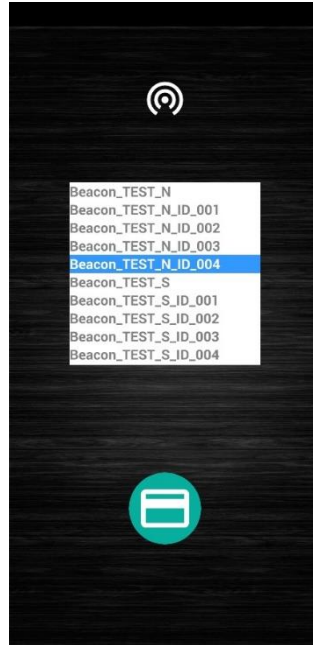 Beacon_TEST_N
Beacon_TEST_N_ID_001
Beacon_TEST_N_ID_002
Beacon_TEST_N_ID_003
Beacon_TEST_N_ID_004
Beacon_TEST_S
Beacon_TEST_S_ID_001
Beacon_TEST_S_ID_002
Beacon_TEST_S_ID_003
Beacon_TEST_S_ID_004